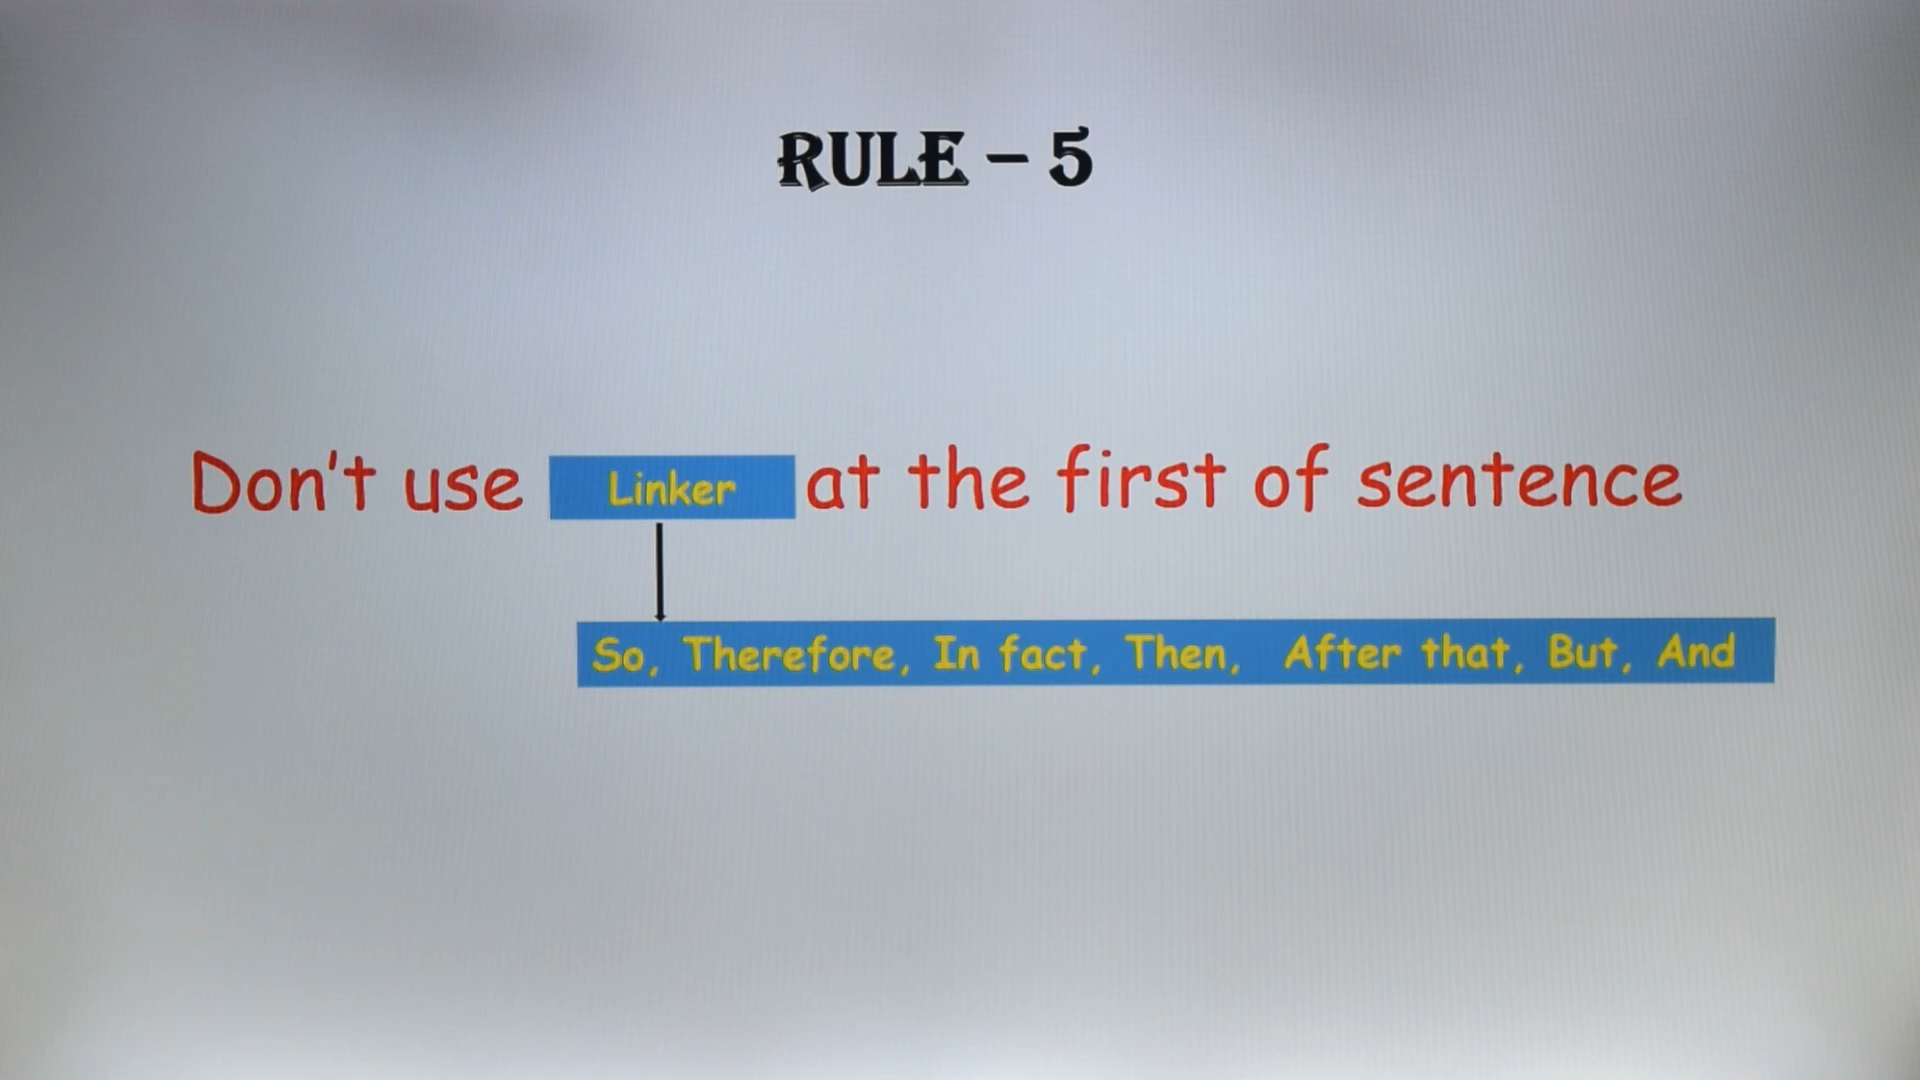 RULE – 5
Don't use Linker at the first of sentence
So, Therefore, In fact, Then, After that, But, And